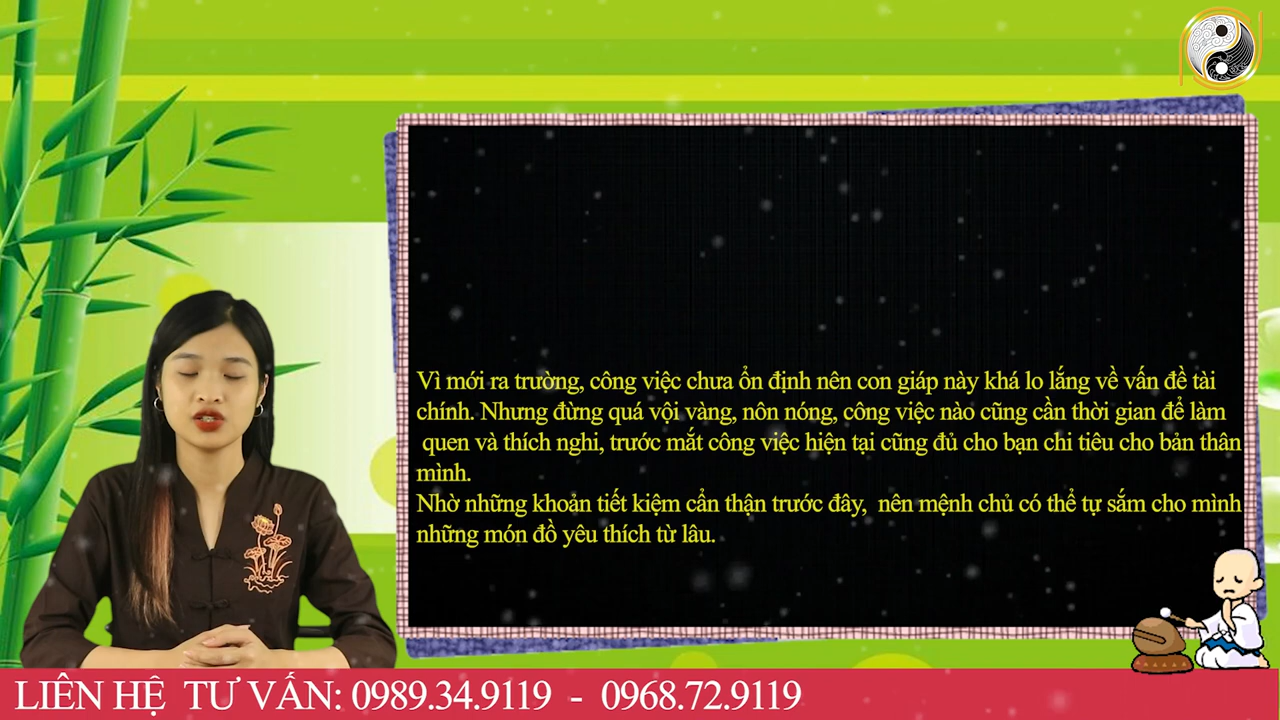 Vì mới ra trường, công việc chưa ổn định nên con giáp này khá lo lắng về vấn đề tài
chính. Nhưng đừng quá vội vàng, nôn nóng, công việc nào cũng cần thời gian để làm
quen và thích nghi, trước mắt công việc hiện tại cũng đủ cho bạn chi tiêu cho bản thân
mình.
Nhờ những khoản tiết kiệm cẩn thận trước đây, nên mệnh chủ có thể tự sắm cho mình
những món đồ yêu thích từ lâu.
LIÊN HỆ TƯ VẤN: 0989.34.9119 - 0968.72.9119